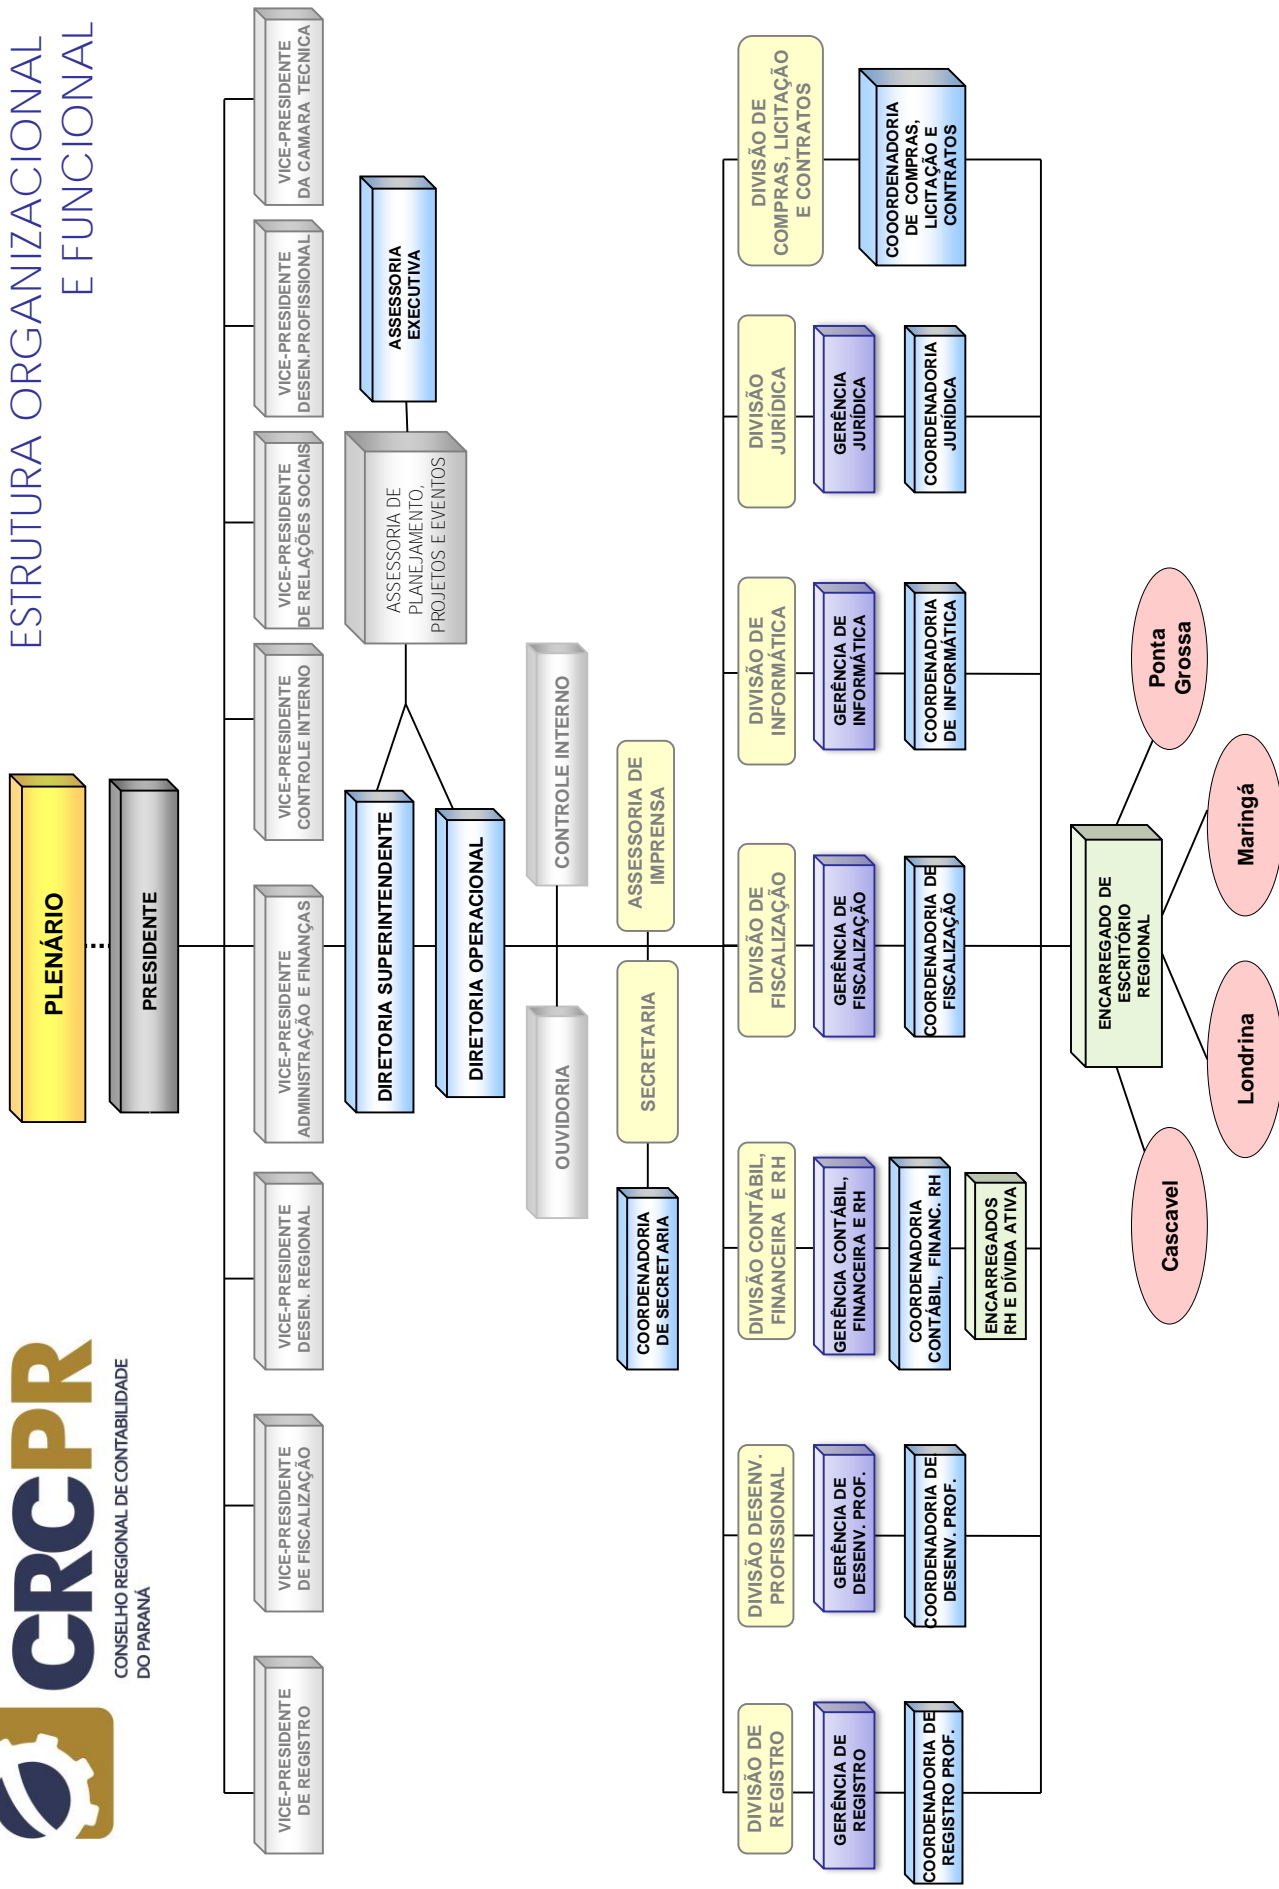 CRCPR
CONSELHO REGIONAL DE CONTABILIDADE
DO PARANÁ
ESTRUTURA ORGANIZACIONAL
E FUNCIONAL
PLENÁRIO
PRESIDENTE
VICE-PRESIDENTE
DE REGISTRO
VICE-PRESIDENTE
DE FISCALIZAÇÃO
VICE-PRESIDENTE
DESEN. REGIONAL
VICE-PRESIDENTE
ADMINISTRAÇÃO E FINANÇAS
VICE-PRESIDENTE
CONTROLE INTERNO
VICE-PRESIDENTE
DE RELAÇÕES SOCIAIS
VICE-PRESIDENTE
DESEN.PROFISSIONAL
VICE-PRESIDENTE
DA CAMARA TECNICA
DIRETORIA SUPERINTENDENTE
DIRETORIA OPERACIONAL
ASSESSORIA DE
PLANEJAMENTO,
PROJETOS E EVENTOS
ASSESSORIA
EXECUTIVA
OUVIDORIA
CONTROLE INTERNO
COORDENADORIA
DE SECRETARIA
SECRETARIA
ASSESSORIA DE
IMPRENSA
DIVISÃO DE
REGISTRO
DIVISÃO DESENV.
PROFISSIONAL
DIVISÃO CONTÁBIL,
FINANCEIRA E RH
DIVISÃO DE
FISCALIZAÇÃO
DIVISÃO DE
INFORMÁTICA
DIVISÃO
JURÍDICA
DIVISÃO DE
COMPRAS, LICITAÇÃO
E CONTRATOS
GERÊNCIA DE
REGISTRO
GERÊNCIA DE
DESENV. PROF.
GERÊNCIA CONTÁBIL,
FINANCEIRA E RH
GERÊNCIA DE
FISCALIZAÇÃO
GERÊNCIA DE
INFORMÁTICA
GERÊNCIA
JURÍDICA
COORDENADORIA DE
REGISTRO PROF.
COORDENADORIA DE
DESENV. PROF.
COORDENADORIA
CONTÁBIL, FINANC. RH
COORDENADORIA DE
FISCALIZAÇÃO
COORDENADORIA
DE INFORMÁTICA
COORDENADORIA
JURÍDICA
COOORDENADORIA
DE COMPRAS,
LICITAÇÃO E
CONTRATOS
ENCARREGADOS
RH E DÍVIDA ATIVA
ENCARREGADO DE
ESCRITÓRIO
REGIONAL
Cascavel
Londrina
Maringá
Ponta
Grossa